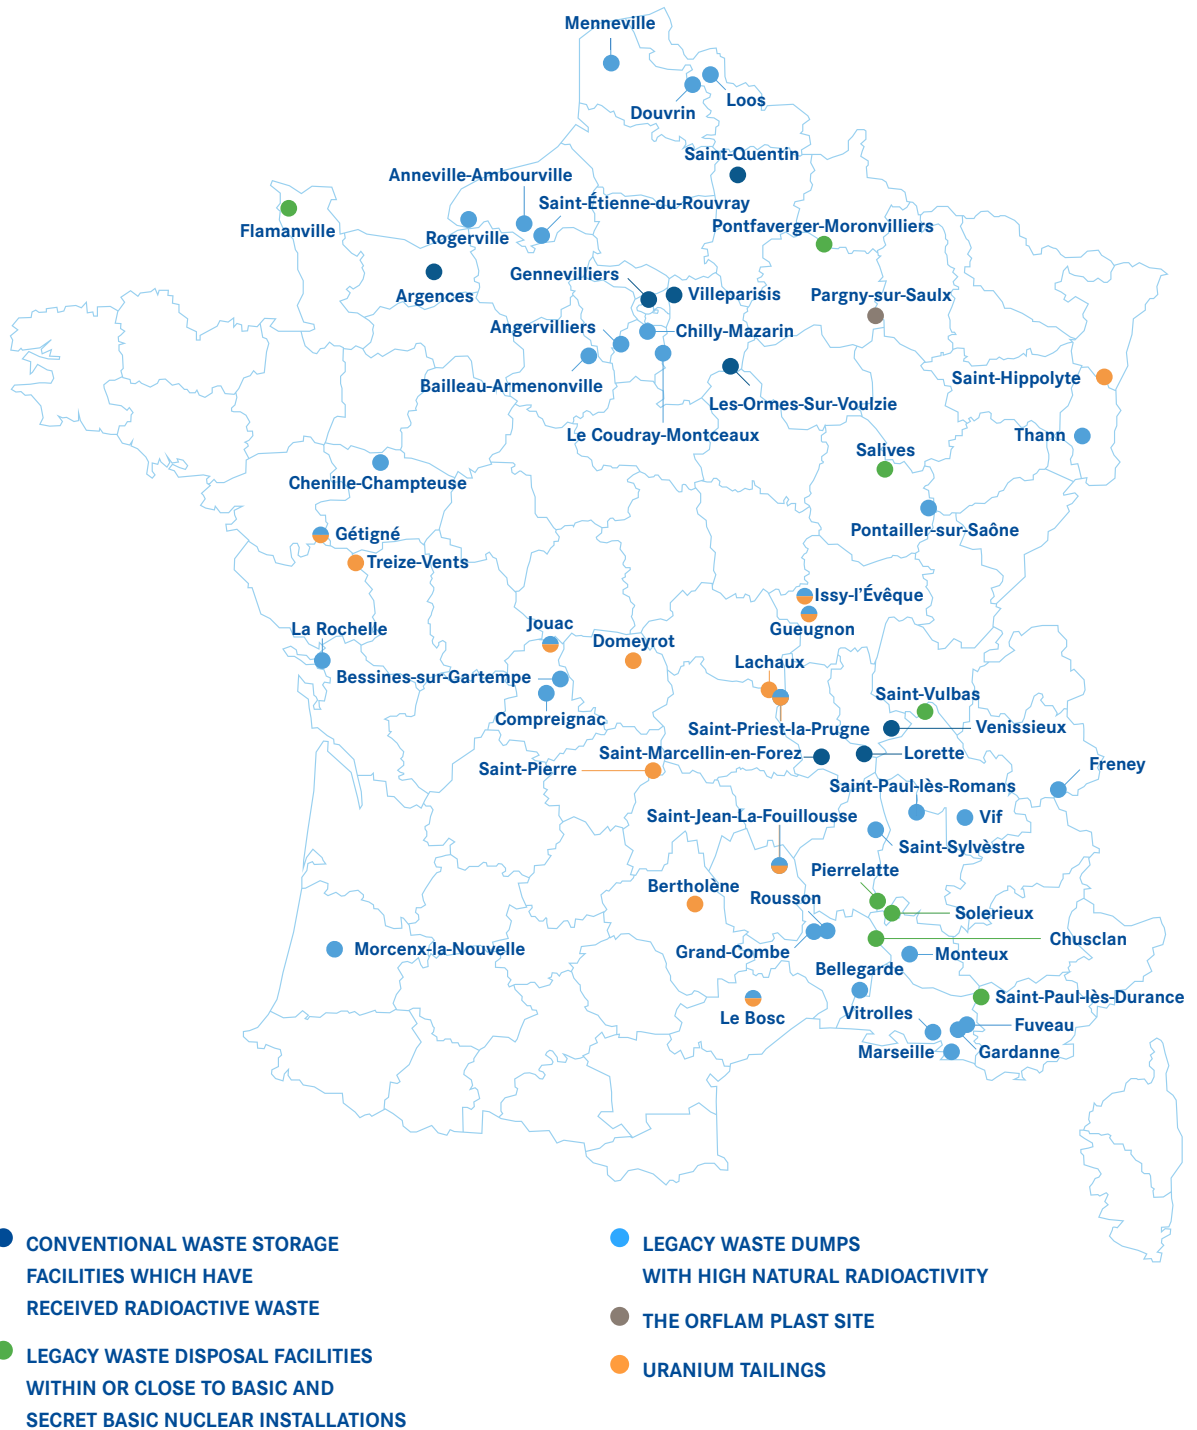 Menneville
Loos
Douvrin
Saint-Quentin
Anneville-Ambourville
Saint-Étienne-du-Rouvray
Pontfaverger-Moronvilliers
Flamanville
Rogerville
Gennevilliers
Argences
Villeparisis
Pargny-sur-Saulx
Angervilliers
Chilly-Mazarin
Saint-Hippolyte
Bailleau-Armenonville
Les-Ormes-Sur-Voulzie
Le Coudray-Montceaux
Thann
Salives
Chenille-Champteuse
Pontailler-sur-Saône
Gétigné
Treize-Vents
Issy-l'Évêque
Jouac
La Rochelle
Gueugnon
Domeyrot
Lachaux
Bessines-sur-Gartempe
Saint-Vulbas
Compreignac
Saint-Priest-la-Prugne
Venissieux
Saint-Marcellin-en-Forez
Lorette
Saint-Pierre
Freney
Saint-Paul-lès-Romans
Saint-Jean-La-Fouillousse
Vif
Saint-Sylvèstre
Pierrelatte
Bertholène
Rousson
Solerieux
Chusclan
Morcenx-la-Nouvelle
Grand-Combe
Monteux
Bellegarde
Saint-Paul-lès-Durance
Le Bosc
Vitrolles
Fuveau
Marseille
Gardanne
CONVENTIONAL WASTE STORAGE
FACILITIES WHICH HAVE
RECEIVED RADIOACTIVE WASTE
LEGACY WASTE DISPOSAL FACILITIES
WITHIN OR CLOSE TO BASIC AND
SECRET BASIC NUCLEAR INSTALLATIONS
LEGACY WASTE DUMPS
WITH HIGH NATURAL RADIOACTIVITY
THE ORFLAM PLAST SITE
URANIUM TAILINGS